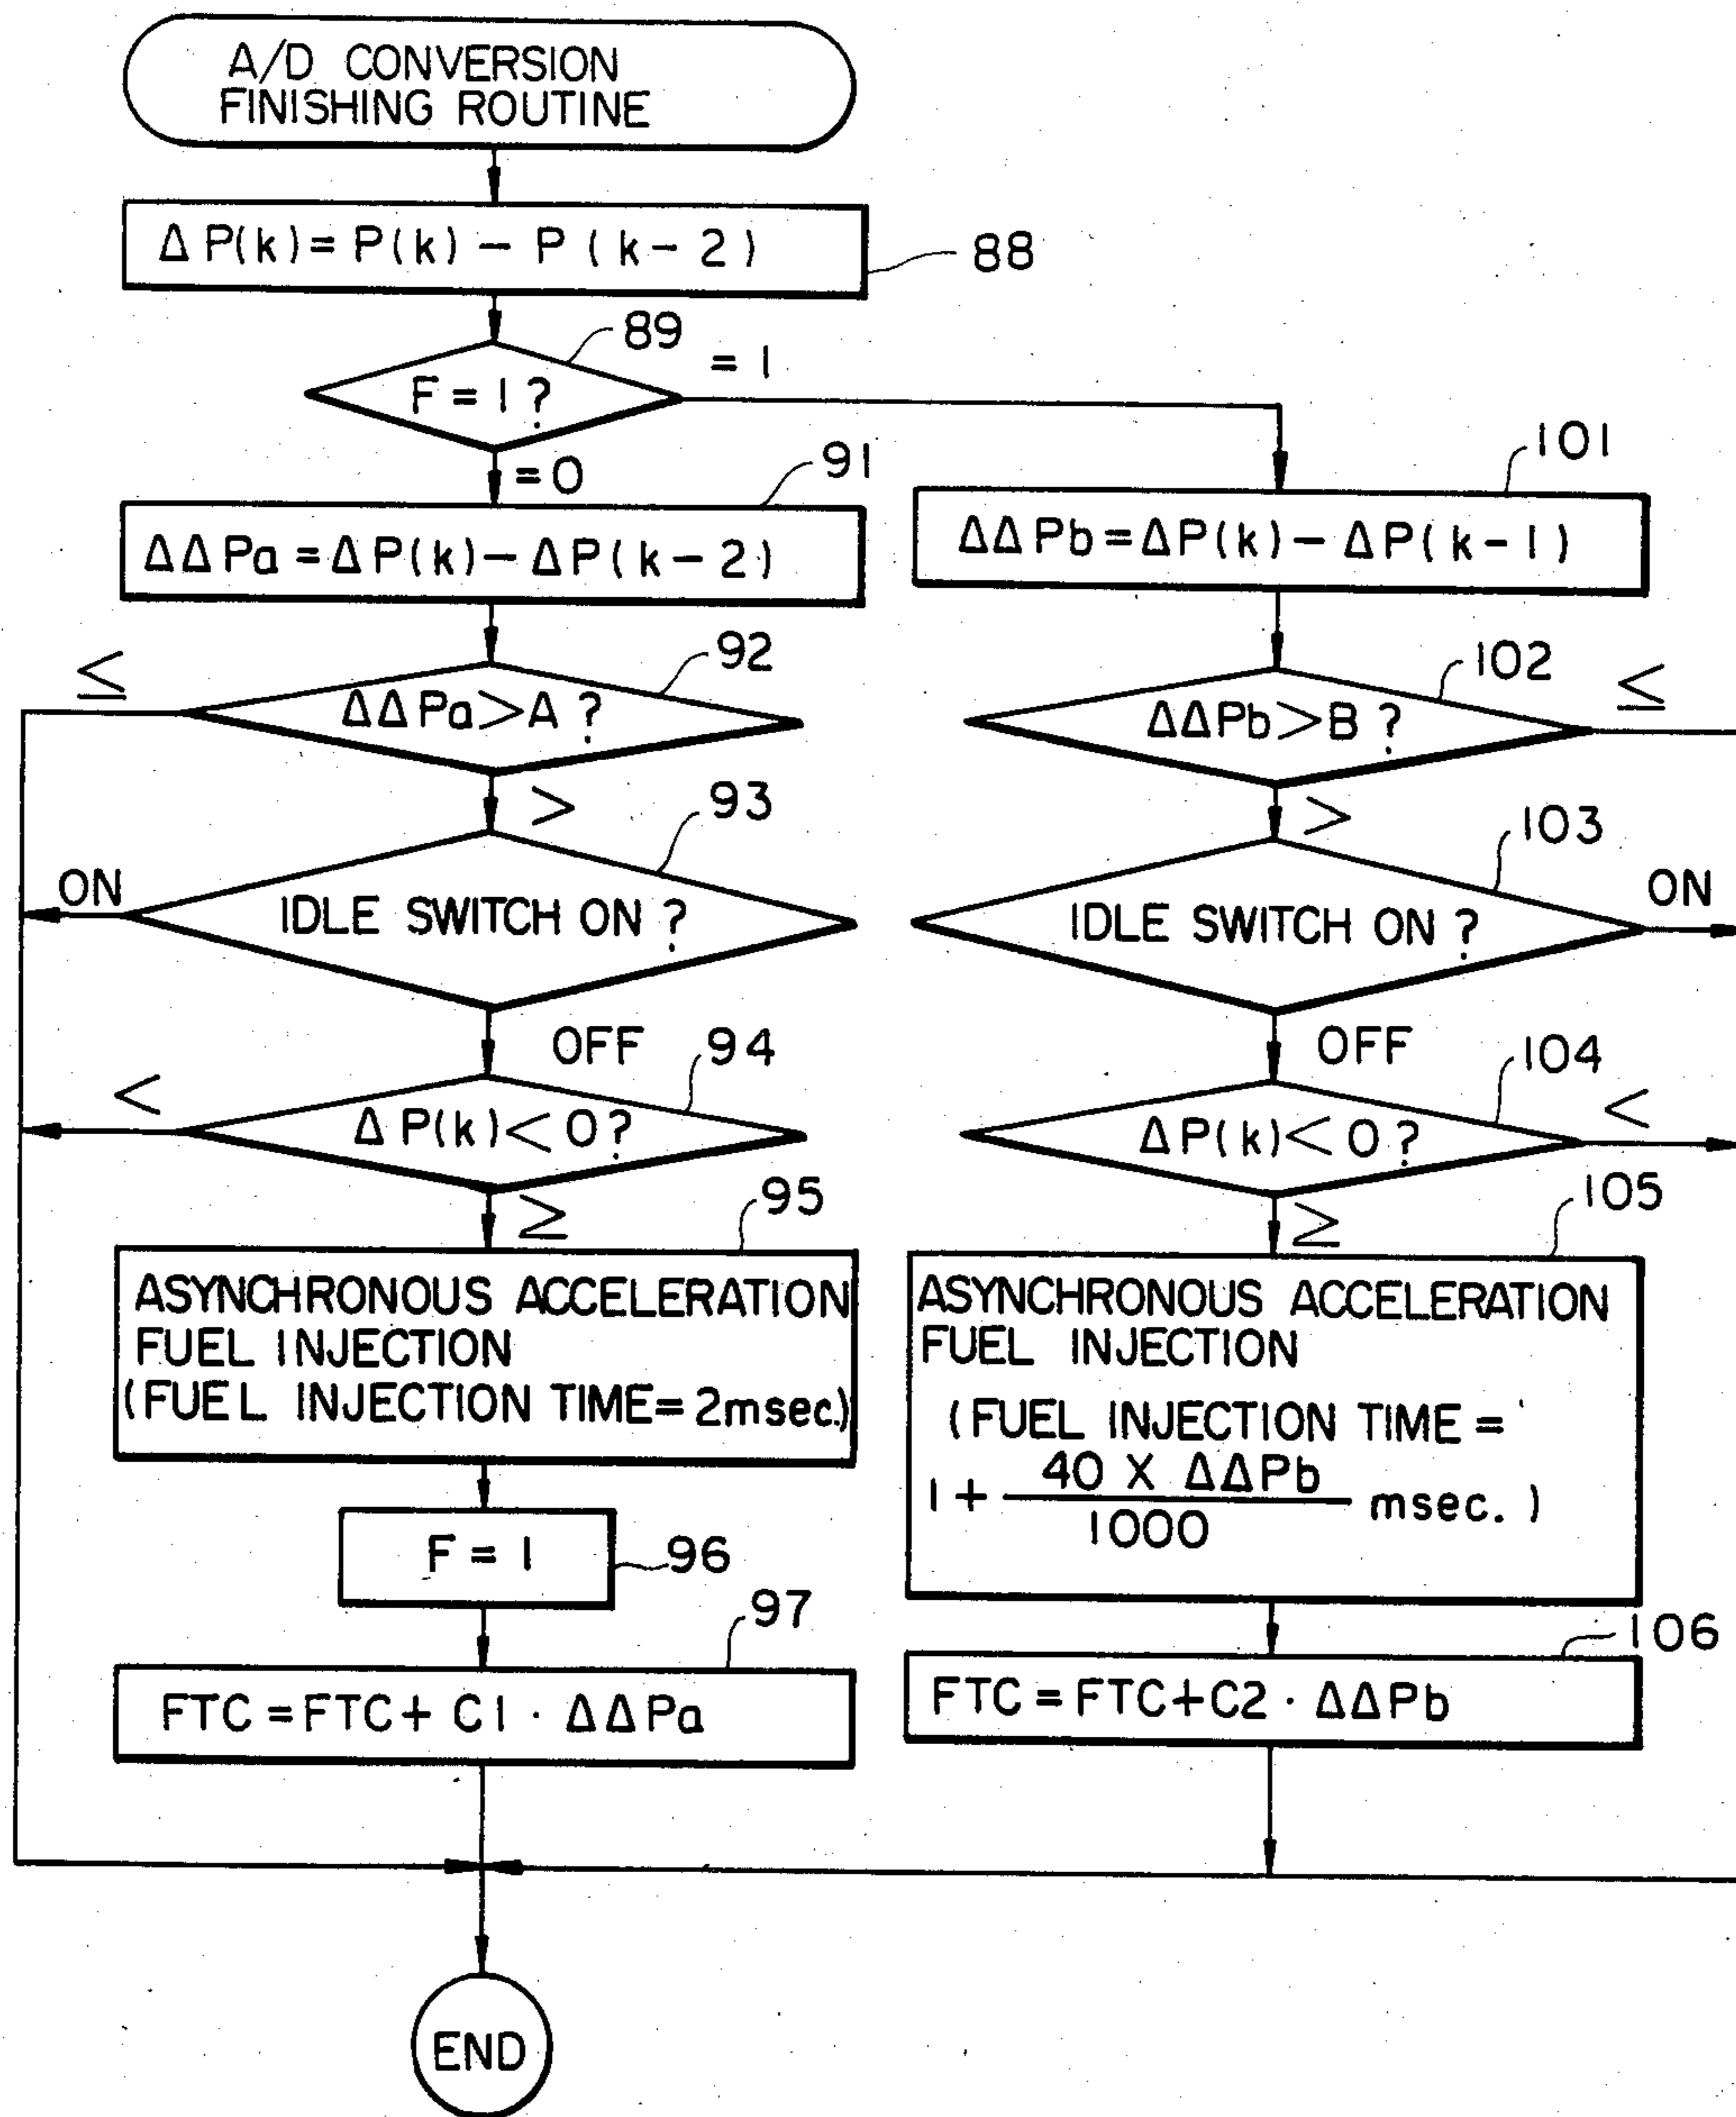 A/D CONVERSION
FINISHING ROUTINE
Δ P(k) = P(k) − P ( k − 2 )
88
89
F = 1 ?
= 1
= 0
91
ΔΔPa = ΔP(k) − ΔP( k − 2 )
101
ΔΔPb = ΔP(k) − ΔP( k − 1 )
92
≤
ΔΔPa > A ?
>
102
≤
ΔΔPb > B ?
>
93
ON
IDLE SWITCH ON ?
OFF
103
ON
IDLE SWITCH ON ?
OFF
94
<
Δ P(k) < 0 ?
≥
104
<
Δ P(k) < 0 ?
≥
95
ASYNCHRONOUS ACCELERATION
FUEL INJECTION
(FUEL INJECTION TIME = 2msec.)
105
ASYNCHRONOUS ACCELERATION
FUEL INJECTION
( FUEL INJECTION TIME =
40 X ΔΔPb
1 + ――― msec. )
1000
F = 1
96
97
FTC = FTC + C1 · ΔΔPa
106
FTC = FTC + C2 · ΔΔPb
END